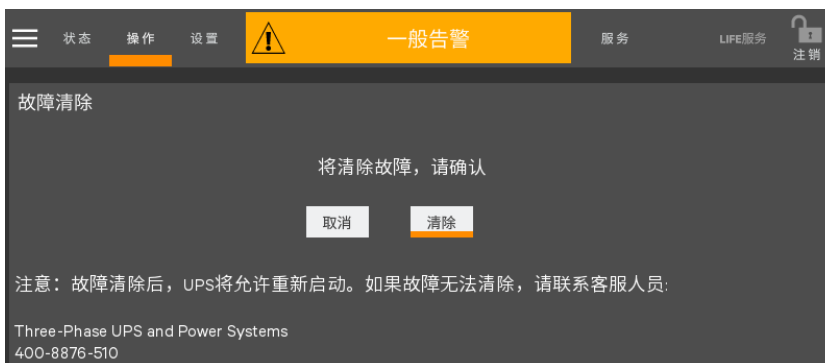 状态 操作 设置 一般告警 服务 LIFE服务 注销
故障清除
将清除故障，请确认
取消 清除
注意：故障清除后，UPS将允许重新启动。如果故障无法清除，请联系客服人员:
Three-Phase UPS and Power Systems
400-8876-510